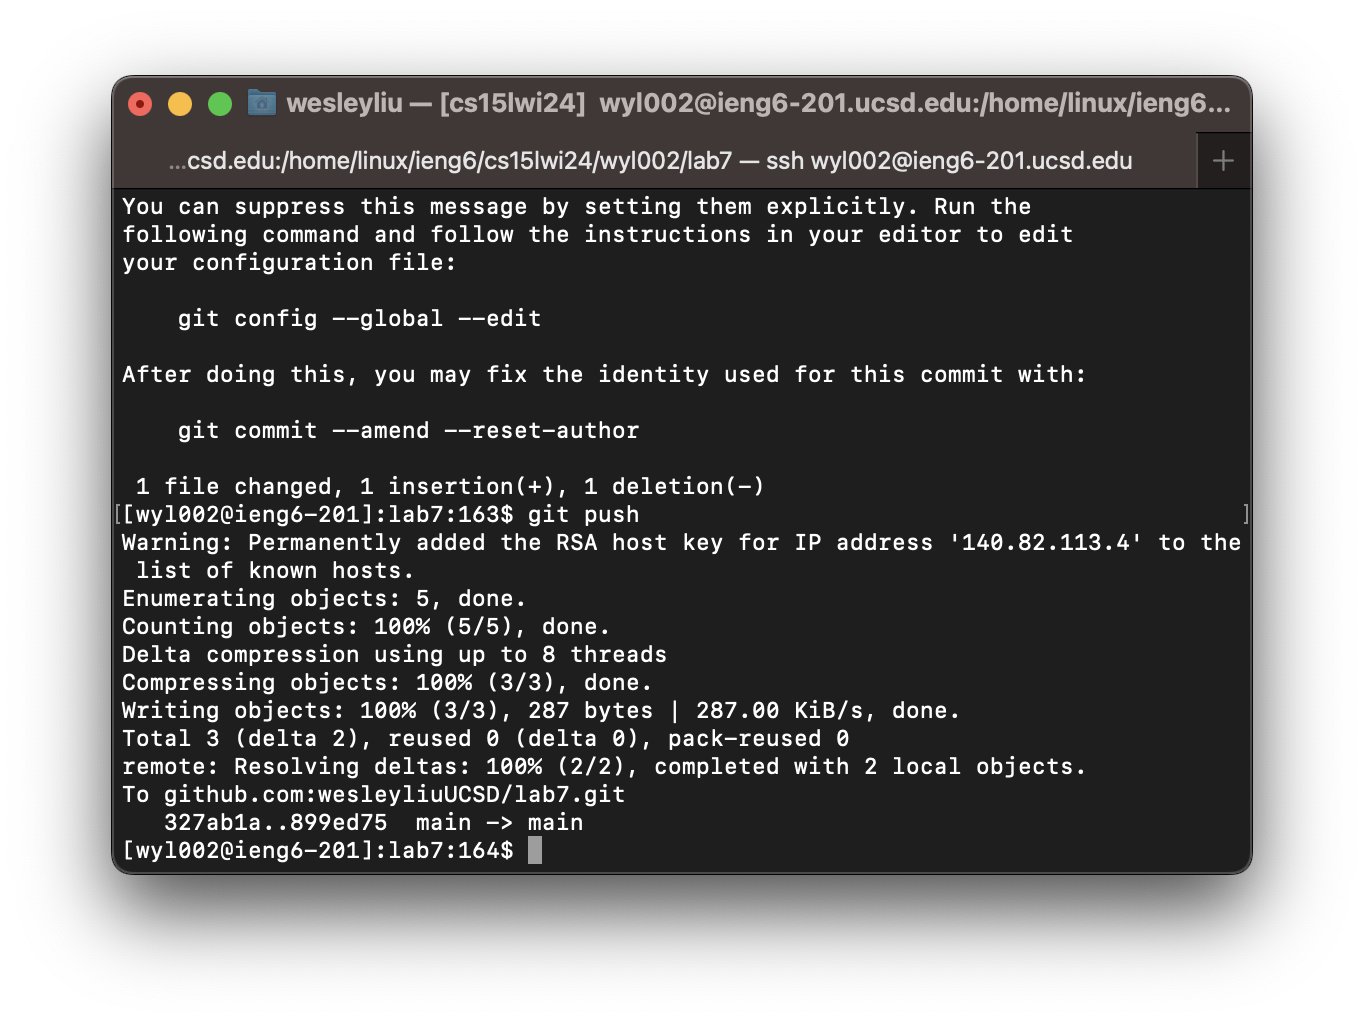 wesleyliu — [cs15lwi24] wyl002@ieng6-201.ucsd.edu:/home/linux/ieng6...
...csd.edu:/home/linux/ieng6/cs15lwi24/wyl002/lab7 — ssh wyl002@ieng6-201.ucsd.edu +
You can suppress this message by setting them explicitly. Run the
following command and follow the instructions in your editor to edit
your configuration file:
    git config --global --edit
After doing this, you may fix the identity used for this commit with:
    git commit --amend --reset-author
 1 file changed, 1 insertion(+), 1 deletion(-)
[[wyl002@ieng6-201]:lab7:163$ git push ]
Warning: Permanently added the RSA host key for IP address '140.82.113.4' to the
 list of known hosts.
Enumerating objects: 5, done.
Counting objects: 100% (5/5), done.
Delta compression using up to 8 threads
Compressing objects: 100% (3/3), done.
Writing objects: 100% (3/3), 287 bytes | 287.00 KiB/s, done.
Total 3 (delta 2), reused 0 (delta 0), pack-reused 0
remote: Resolving deltas: 100% (2/2), completed with 2 local objects.
To github.com:wesleyliuUCSD/lab7.git
   327ab1a..899ed75  main -> main
[wyl002@ieng6-201]:lab7:164$